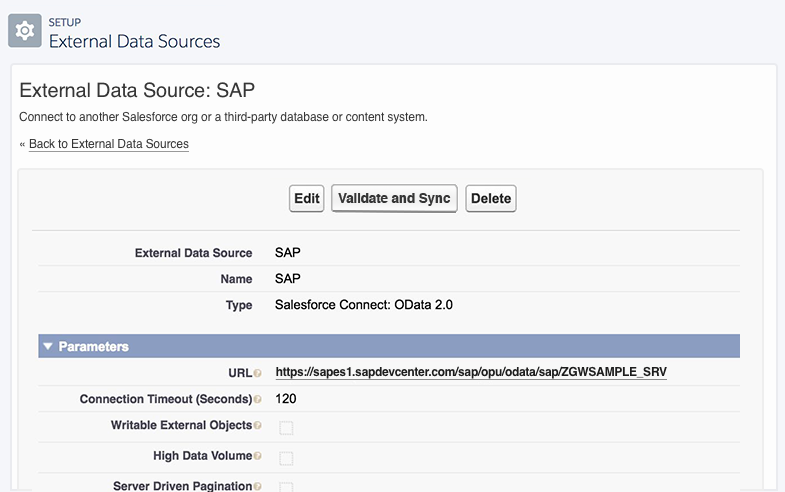 SETUP
External Data Sources
External Data Source: SAP
Connect to another Salesforce org or a third-party database or content system.
« Back to External Data Sources
Edit Validate and Sync Delete
External Data Source SAP
Name SAP
Type Salesforce Connect: OData 2.0
Parameters
URL ? https://sapes1.sapdevcenter.com/sap/opu/odata/sap/ZGWSAMPLE_SRV
Connection Timeout (Seconds) ? 120
Writable External Objects ?
High Data Volume ?
Server Driven Pagination ?